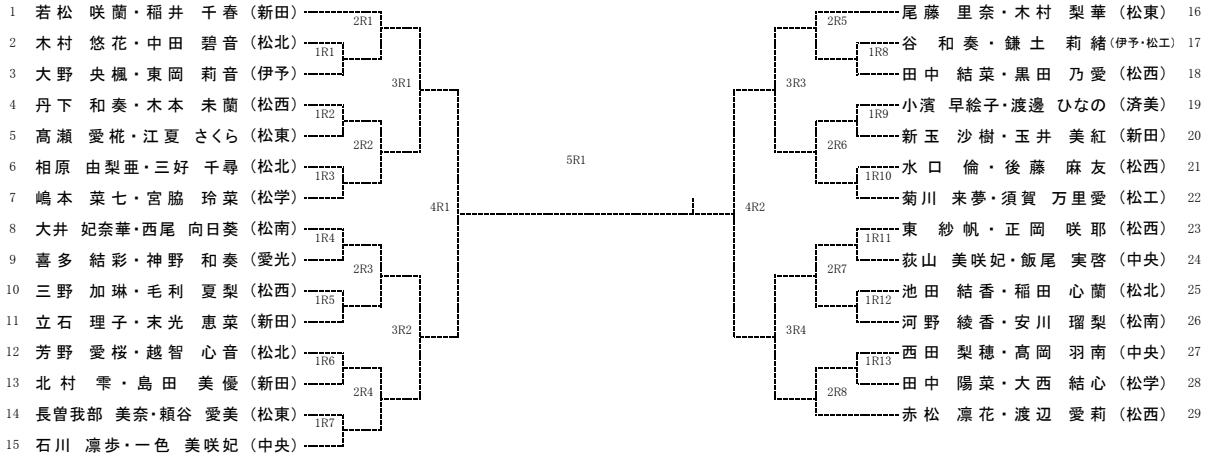 1 若松 咲蘭・稲井 千春 (新田)
2 木村 悠花・中田 碧音 (松北)
3 大野 央楓・東岡 莉音 (伊予)
4 丹下 和奏・木本 未蘭 (松西)
5 髙瀬 愛椛・江夏 さくら (松東)
6 相原 由梨亜・三好 千尋 (松北)
7 嶋本 菜七・宮脇 玲菜 (松学)
8 大井 妃奈華・西尾 向日葵 (松南)
9 喜多 結彩・神野 和奏 (愛光)
10 三野 加琳・毛利 夏梨 (松西)
11 立石 理子・末光 恵菜 (新田)
12 芳野 愛桜・越智 心音 (松北)
13 北村 雫・島田 美優 (新田)
14 長曽我部 美奈・頼谷 愛美 (松東)
15 石川 凛歩・一色 美咲妃 (中央)
1R1
1R2
1R3
1R4
1R5
1R6
1R7
2R1
2R2
2R3
2R4
3R1
3R2
4R1
5R1
4R2
3R3
3R4
2R5
2R6
2R7
2R8
1R8
1R9
1R10
1R11
1R12
1R13
尾藤 里奈・木村 梨華 (松東) 16
谷 和奏・鎌土 莉緒 (伊予・松工) 17
田中 結菜・黒田 乃愛 (松西) 18
小濱 早絵子・渡邊 ひなの (済美) 19
新玉 沙樹・玉井 美紅 (新田) 20
水口 倫・後藤 麻友 (松西) 21
菊川 来夢・須賀 万里愛 (松工) 22
東 紗帆・正岡 咲耶 (松西) 23
荻山 美咲妃・飯尾 実啓 (中央) 24
池田 結香・稲田 心蘭 (松北) 25
河野 綾香・安川 瑠梨 (松南) 26
西田 梨穂・髙岡 羽南 (中央) 27
田中 陽菜・大西 結心 (松学) 28
赤松 凛花・渡辺 愛莉 (松西) 29